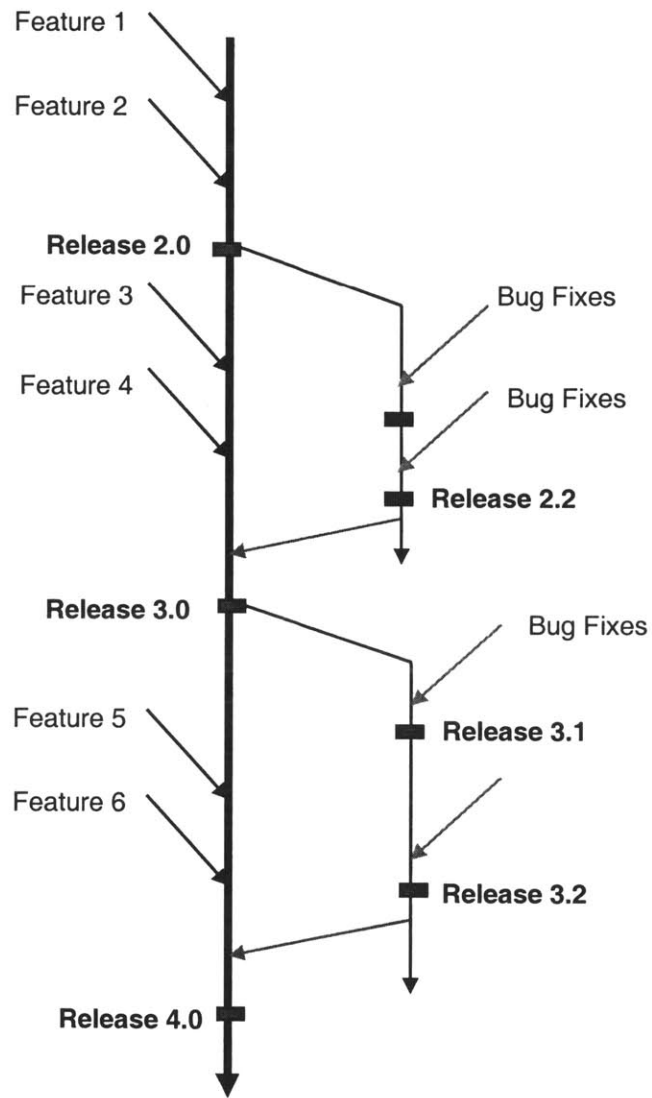 Feature 1
Feature 2
Release 2.0
Feature 3
Bug Fixes
Feature 4
Bug Fixes
Release 2.2
Release 3.0
Bug Fixes
Feature 5
Release 3.1
Feature 6
Release 3.2
Release 4.0